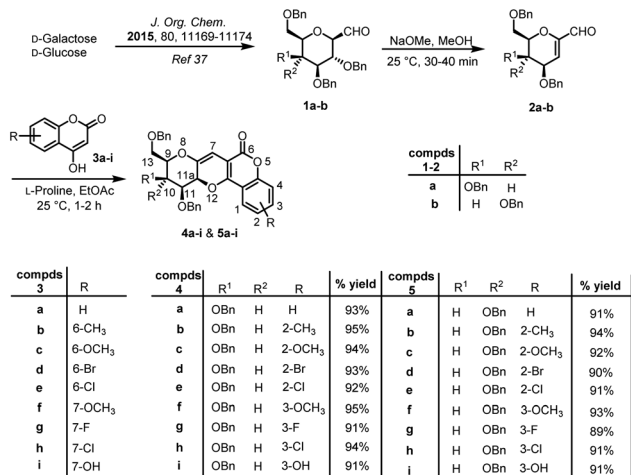 D-Galactose
D-Glucose
J. Org. Chem.
2015, 80, 11169-11174
Ref 37
OBn
O
CHO
R1
R2
OBn
OBn
1a-b
NaOMe, MeOH
25 °C, 30-40 min
OBn
O
CHO
R1
R2
OBn
2a-b
R
O
O
OH
3a-i
L-Proline, EtOAc
25 °C, 1-2 h
OBn
13
9
O
8
7
O
6
O
5
4
3
2
1
R
R1
R2
10
11
11a
O
12
OBn
4a-i & 5a-i
compds
1-2 R1 R2
a OBn H
b H OBn
compds
3 R
a H
b 6-CH3
c 6-OCH3
d 6-Br
e 6-Cl
f 7-OCH3
g 7-F
h 7-Cl
i 7-OH
compds
4 R1 R2 R % yield
a OBn H H 93%
b OBn H 2-CH3 95%
c OBn H 2-OCH3 94%
d OBn H 2-Br 93%
e OBn H 2-Cl 92%
f OBn H 3-OCH3 95%
g OBn H 3-F 91%
h OBn H 3-Cl 94%
i OBn H 3-OH 91%
compds
5 R1 R2 R % yield
a H OBn H 91%
b H OBn 2-CH3 94%
c H OBn 2-OCH3 92%
d H OBn 2-Br 90%
e H OBn 2-Cl 91%
f H OBn 3-OCH3 93%
g H OBn 3-F 89%
h H OBn 3-Cl 91%
i H OBn 3-OH 91%